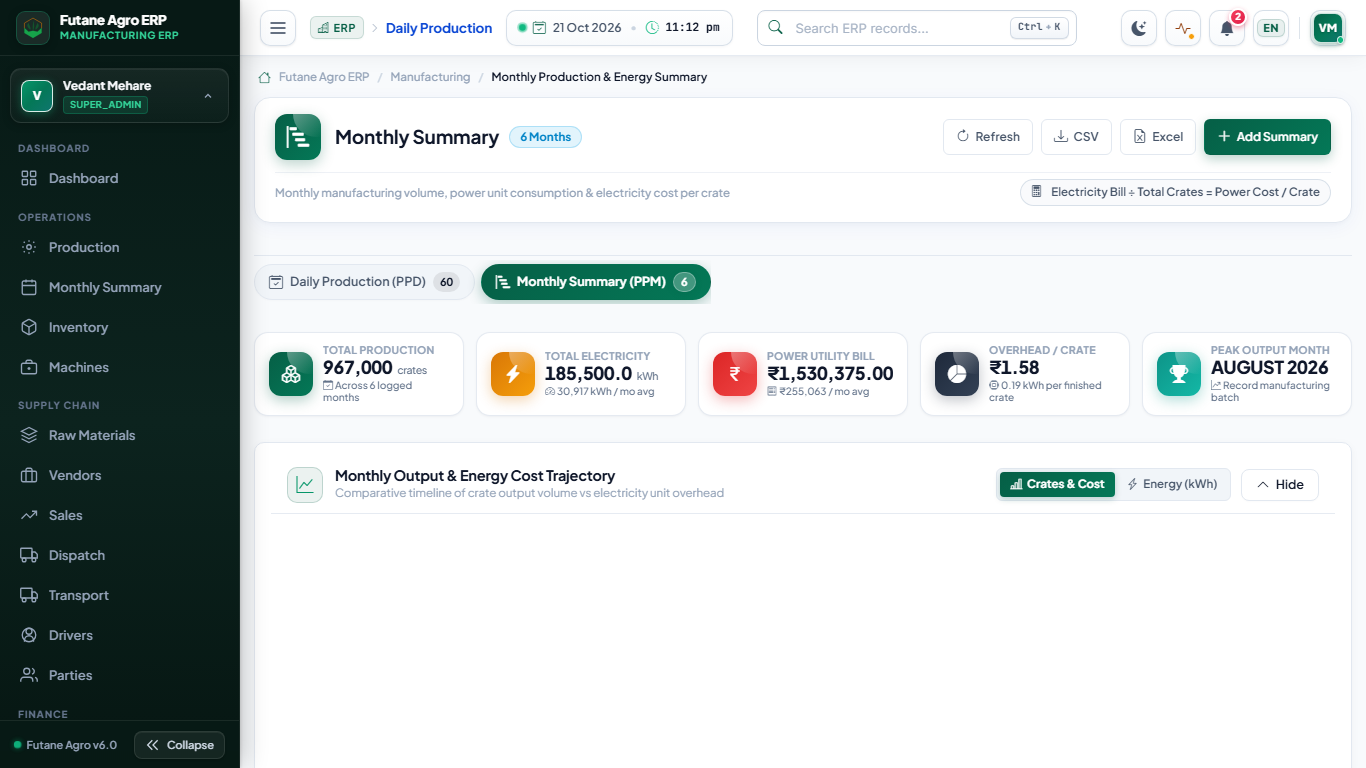 Futane Agro ERP
MANUFACTURING ERP
V
Vedant Mehare
SUPER_ADMIN
DASHBOARD
Dashboard
OPERATIONS
Production
Monthly Summary
Inventory
Machines
SUPPLY CHAIN
Raw Materials
Vendors
Sales
Dispatch
Transport
Drivers
Parties
FINANCE
Futane Agro v6.0
Collapse
ERP
Daily Production
21 Oct 2026
11:12 pm
Search ERP records...
Ctrl + K
2
EN
VM
Futane Agro ERP / Manufacturing / Monthly Production & Energy Summary
Monthly Summary
6 Months
Refresh
CSV
Excel
Add Summary
Monthly manufacturing volume, power unit consumption & electricity cost per crate
Electricity Bill ÷ Total Crates = Power Cost / Crate
Daily Production (PPD) 60
Monthly Summary (PPM) 6
TOTAL PRODUCTION
967,000 crates
Across 6 logged
months
TOTAL ELECTRICITY
185,500.0 kWh
30,917 kWh / mo avg
₹
POWER UTILITY BILL
₹1,530,375.00
₹255,063 / mo avg
OVERHEAD / CRATE
₹1.58
0.19 kWh per finished
crate
PEAK OUTPUT MONTH
AUGUST 2026
Record manufacturing
batch
Monthly Output & Energy Cost Trajectory
Comparative timeline of crate output volume vs electricity unit overhead
Crates & Cost
Energy (kWh)
Hide